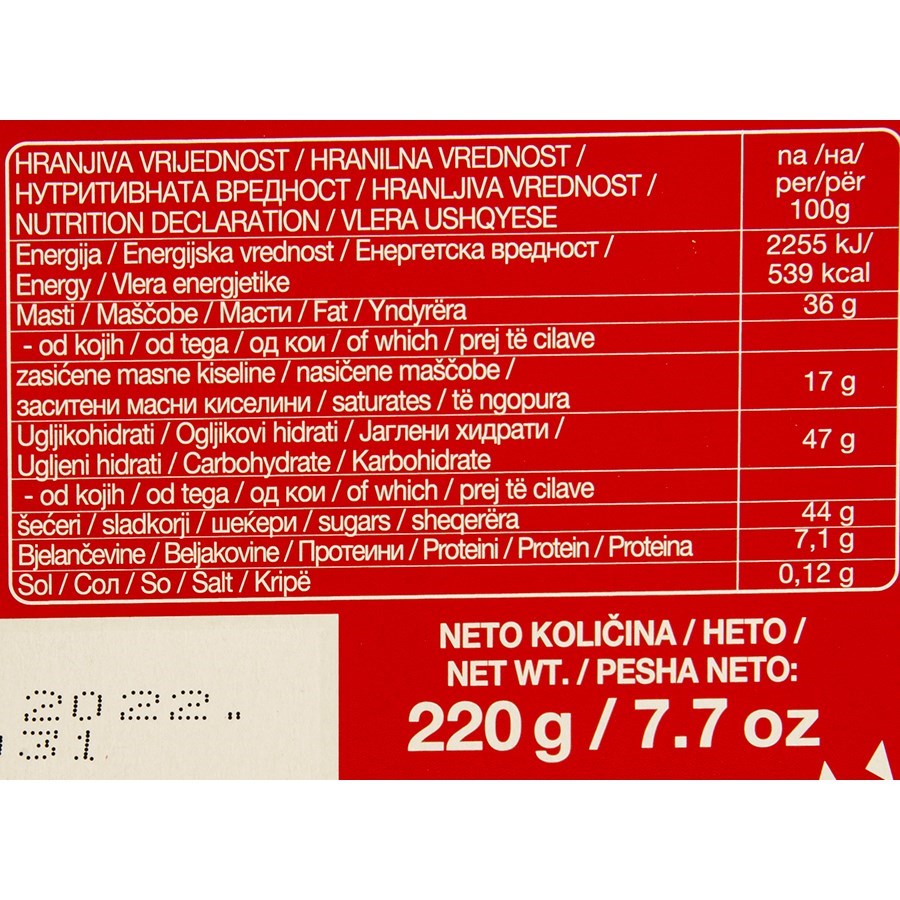 HRANJIVA VRIJEDNOST / HRANILNA VREDNOST /
НУТРИТИВНАТА ВРЕДНОСТ / HRANLJIVA VREDNOST /
NUTRITION DECLARATION / VLERA USHQYESE
na /на/
per/për
100g
Energija / Energijska vrednost / Енергетска вредност /
Energy / Vlera energjetike
2255 kJ/
539 kcal
Masti / Maščobe / Масти / Fat / Yndyrëra
36 g
- od kojih / od tega / од кои / of which / prej të cilave
zasićene masne kiseline / nasičene maščobe /
заситени масни киселини / saturates / të ngopura
17 g
Ugljikohidrati / Ogljikovi hidrati / Јаглени хидрати /
Ugljeni hidrati / Carbohydrate / Karbohidrate
47 g
- od kojih / od tega / од кои / of which / prej të cilave
šećeri / sladkorji / шеќери / sugars / sheqerëra
44 g
Bjelančevine / Beljakovine / Протеини / Proteini / Protein / Proteina
7,1 g
Sol / Сол / So / Salt / Kripë
0,12 g
NETO KOLIČINA / НЕТО /
NET WT. / PESHA NETO:
220 g / 7.7 oz
2022.
31